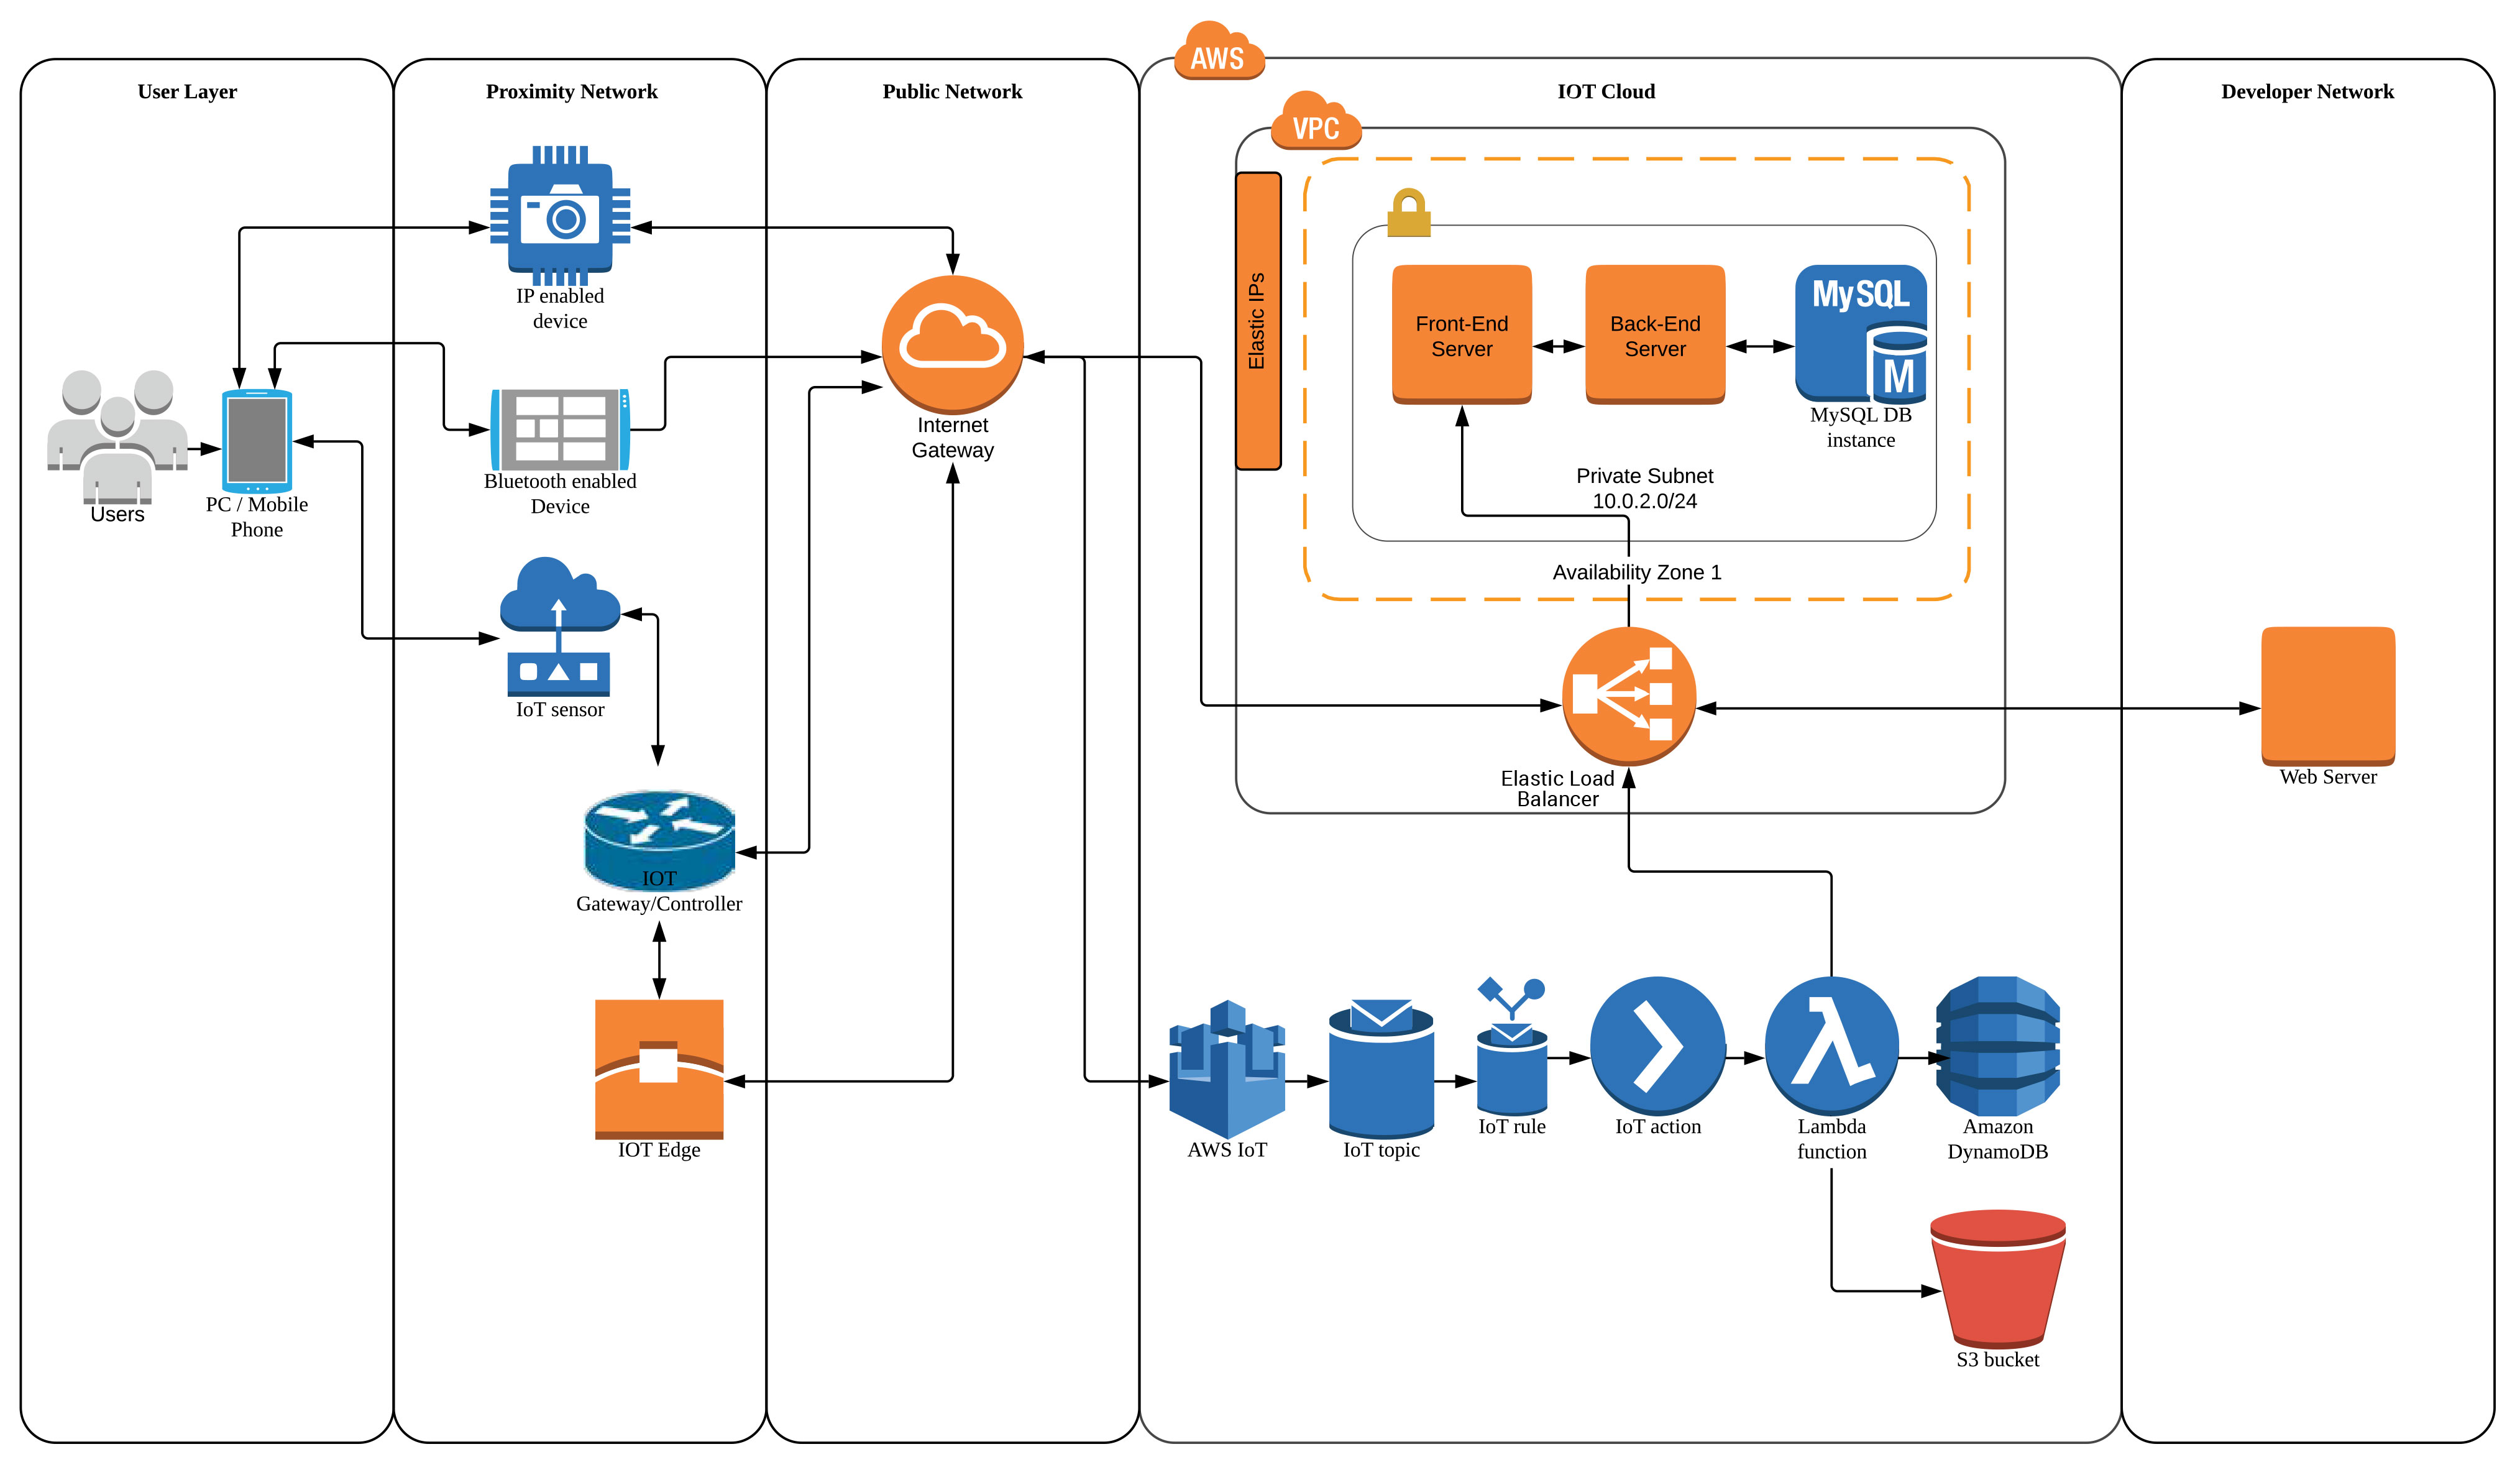 AWS
User Layer
Proximity Network
Public Network
IOT Cloud
Developer Network
VPC
IP enabled
device
Elastic IPs
Front-End
Server
Back-End
Server
MySQL
M
MySQL DB
instance
Internet
Gateway
Private Subnet
10.0.2.0/24
Bluetooth enabled
Device
Users
PC / Mobile
Phone
Availability Zone 1
IoT sensor
Elastic Load
Balancer
Web Server
IOT
Gateway/Controller
IOT Edge
AWS IoT
IoT topic
IoT rule
IoT action
Lambda
function
Amazon
DynamoDB
S3 bucket